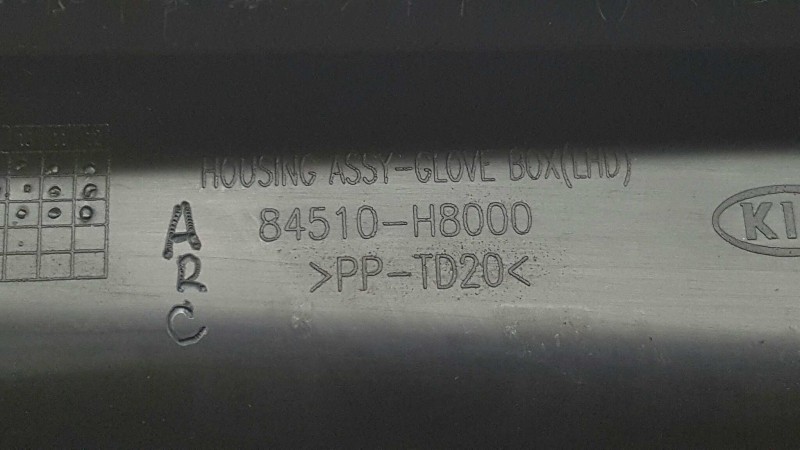 HOUSING ASSY-GLOVE BOX(LHD)
84510-H8000
>PP-TD20<
A
R
C
KI